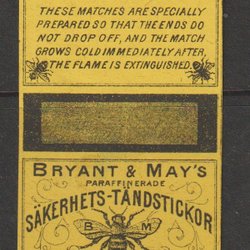 THESE MATCHES ARE SPECIALLY
PREPARED SO THAT THE ENDS DO
NOT DROP OFF, AND THE MATCH
GROWS COLD IMMEDIATELY AFTER,
THE FLAME IS EXTINGUISHED.
BRYANT & MAY'S
PARAFFINERADE
SÄKERHETS-TÄNDSTICKOR
B M